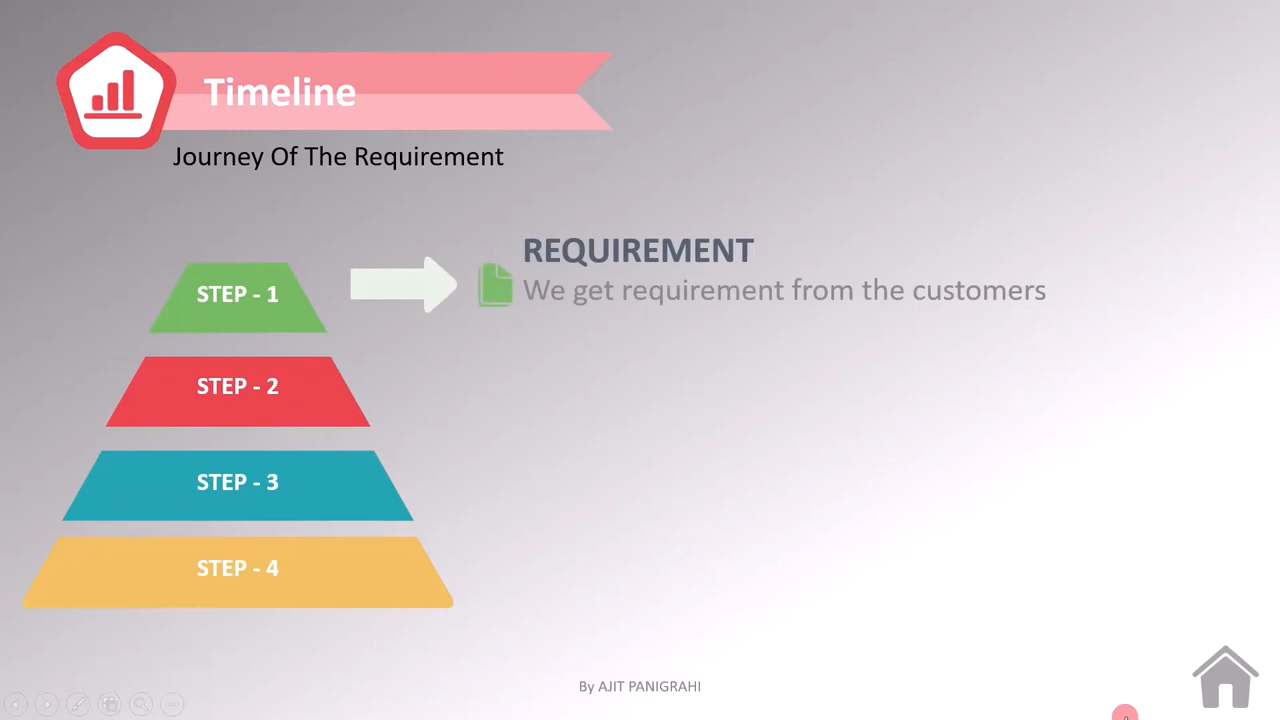 Timeline
Journey Of The Requirement
REQUIREMENT
We get requirement from the customers
STEP - 1
STEP - 2
STEP - 3
STEP - 4
By AJIT PANIGRAHI